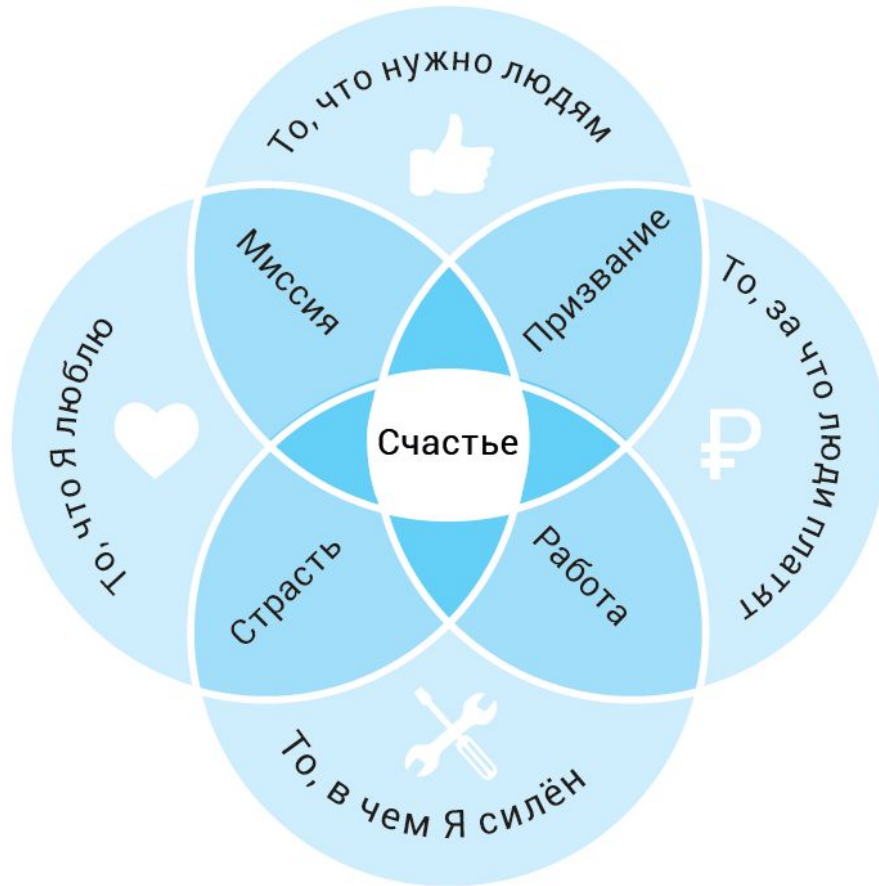 То, что нужно людям
Миссия
Призвание
То, что Я люблю
То, за что люди платят
Счастье
Страсть
Работа
То, в чем Я силён